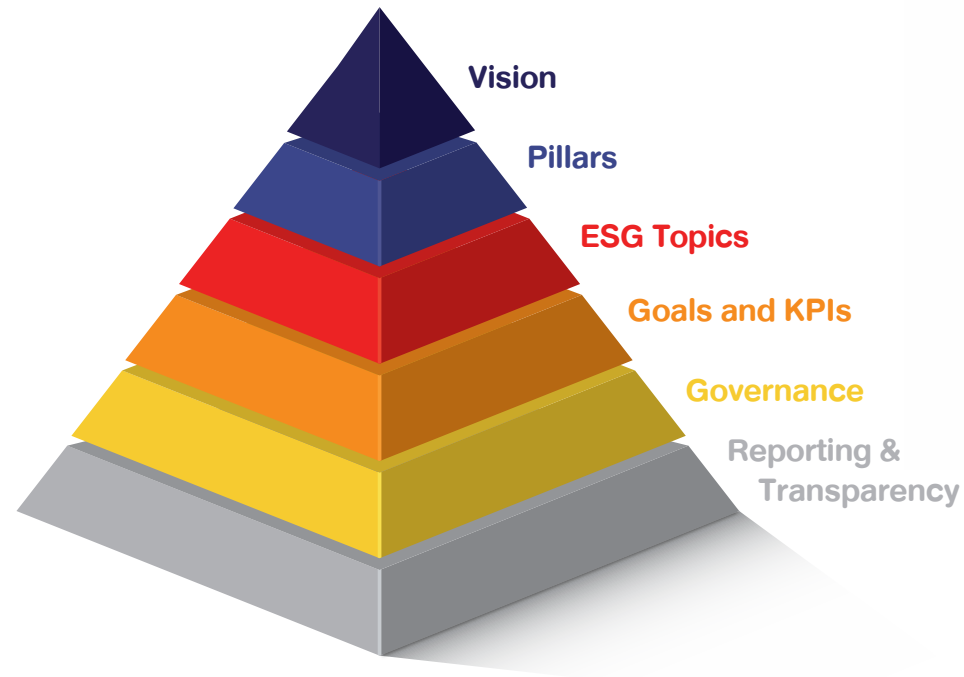 Vision
Pillars
ESG Topics
Goals and KPIs
Governance
Reporting &
Transparency